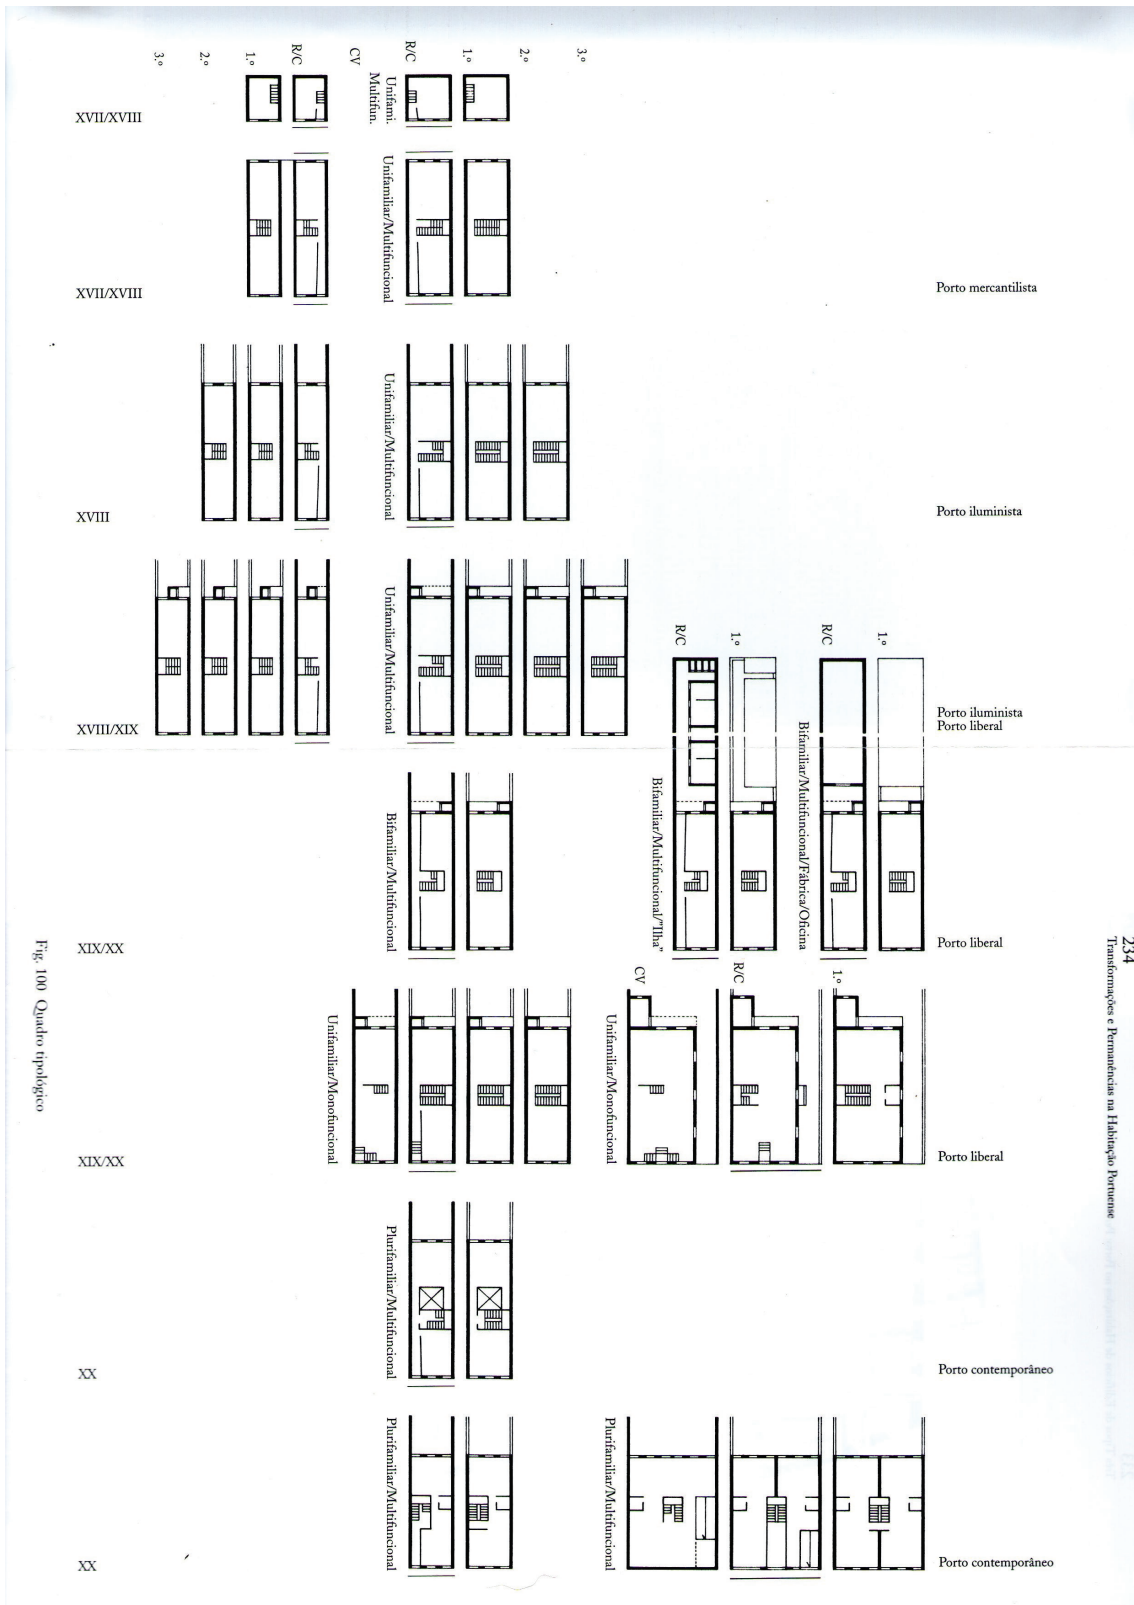 3.º
2.º
1.º
R/C
CV
R/C
1.º
2.º
3.º
XVII/XVIII
Unifami.
Multifun.
XVII/XVIII
Unifamiliar/Multifuncional
Porto mercantilista
XVIII
Unifamiliar/Multifuncional
Porto iluminista
XVIII/XIX
Unifamiliar/Multifuncional
Porto iluminista
Porto liberal
R/C
1.º
R/C
1.º
XIX/XX
Bifamiliar/Multifuncional
Bifamiliar/Multifuncional/"Ilha"
Bifamiliar/Multifuncional/Fábrica/Oficina
Porto liberal
CV
R/C
1.º
XIX/XX
Unifamiliar/Monofuncional
Unifamiliar/Monofuncional
Porto liberal
XX
Plurifamiliar/Multifuncional
Porto contemporâneo
XX
Plurifamiliar/Multifuncional
Plurifamiliar/Multifuncional
Porto contemporâneo
Fig. 100 Quadro tipológico
234
Transformações e Permanências na Habitação Portuense